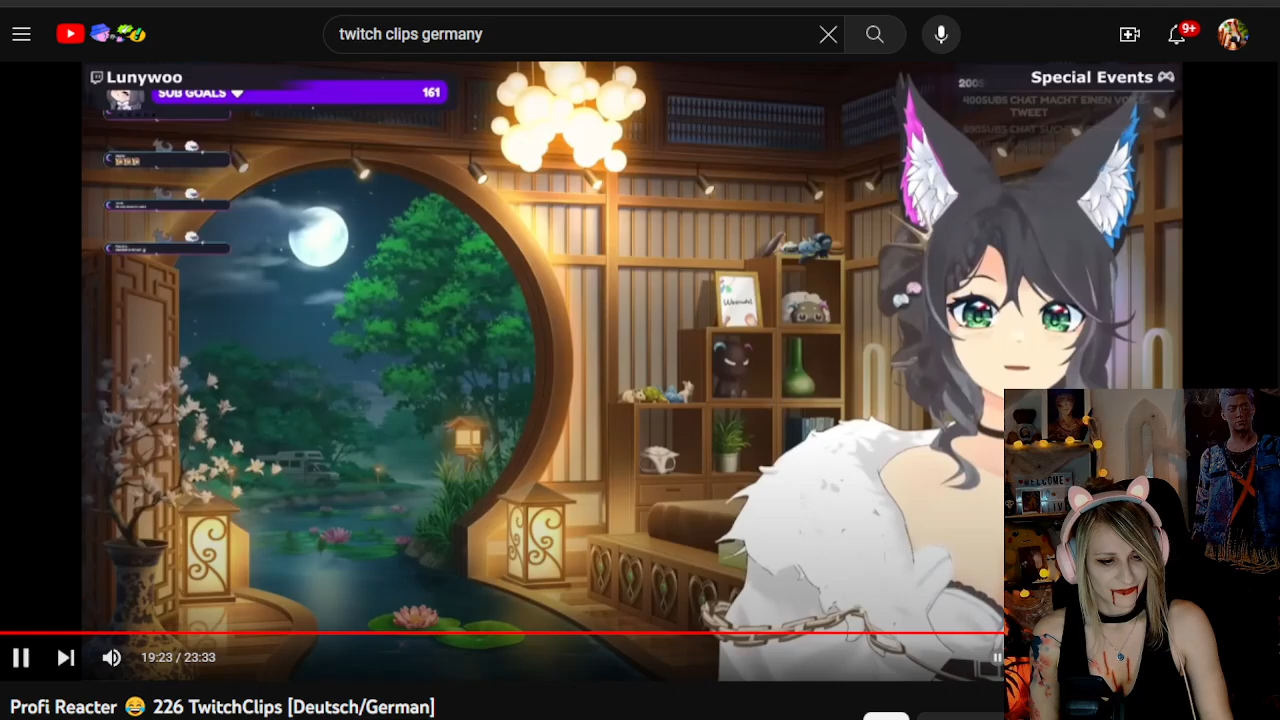 twitch clips germany
9+
Lunywoo
Special Events
SUB GOALS
161
200S
400SUBS CHAT MACHT EINEN
TWEET
WELCOME
19:23 / 23:33
Profi Reacter 😂 226 TwitchClips [Deutsch/German]